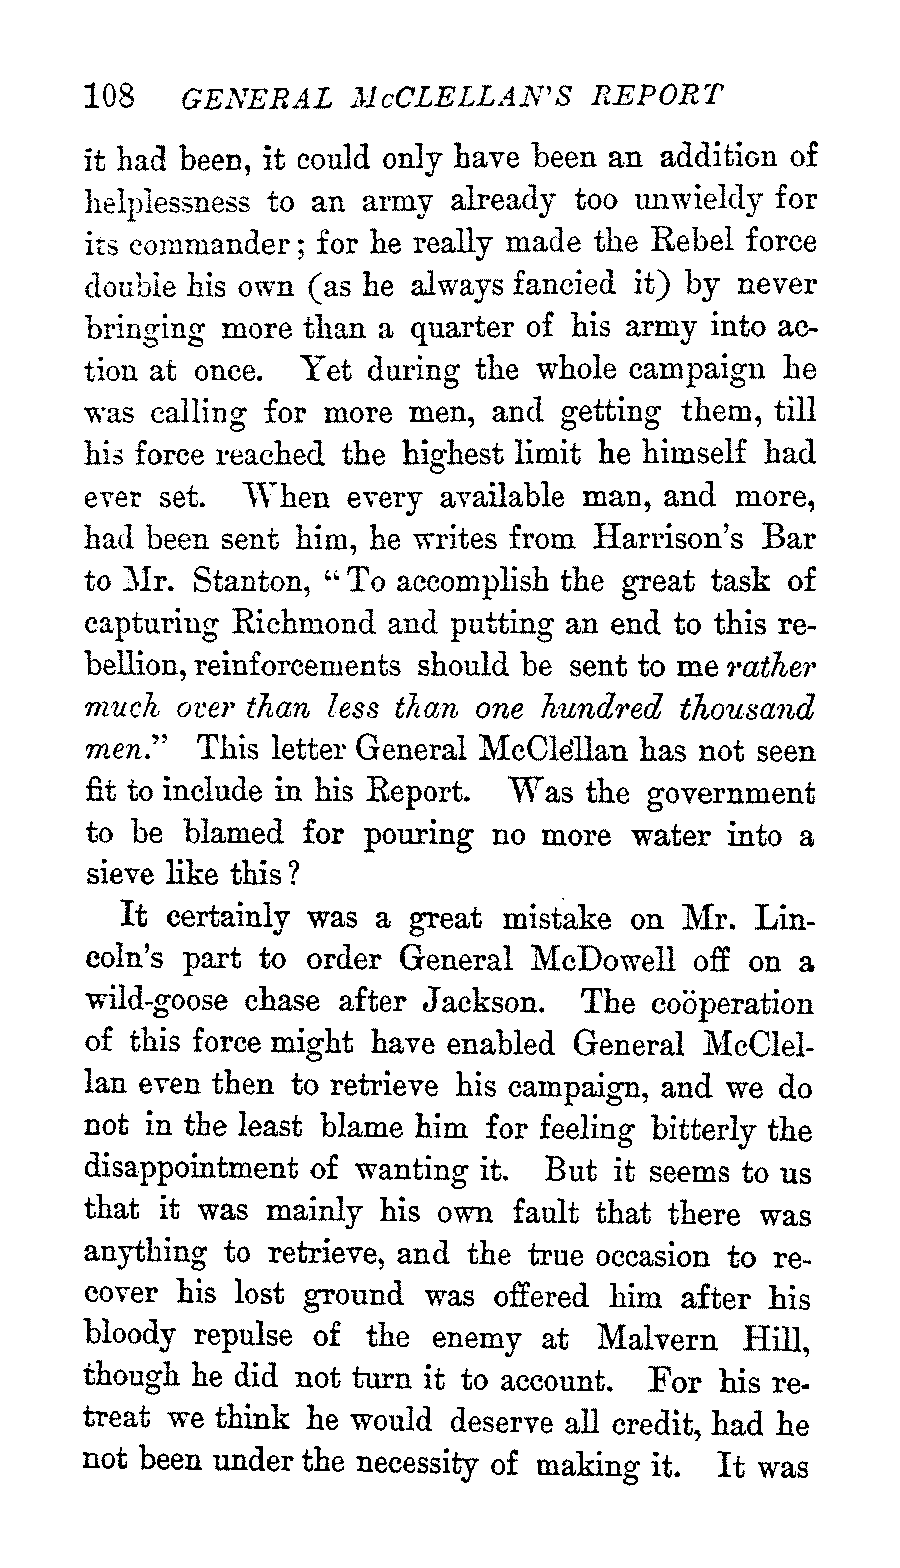 108 GENERAL McCLELLAN'S REPORT
it had been, it could only have been an addition of
helplessness to an army already too unwieldy for
its commander; for he really made the Rebel force
double his own (as he always fancied it) by never
bringing more than a quarter of his army into ac-
tion at once. Yet during the whole campaign he
was calling for more men, and getting them, till
his force reached the highest limit he himself had
ever set. When every available man, and more,
had been sent him, he writes from Harrison's Bar
to Mr. Stanton, "To accomplish the great task of
capturing Richmond and putting an end to this re-
bellion, reinforcements should be sent to me rather
much over than less than one hundred thousand
men." This letter General McClellan has not seen
fit to include in his Report. Was the government
to be blamed for pouring no more water into a
sieve like this?
It certainly was a great mistake on Mr. Lin-
coln's part to order General McDowell off on a
wild-goose chase after Jackson. The coöperation
of this force might have enabled General McClel-
lan even then to retrieve his campaign, and we do
not in the least blame him for feeling bitterly the
disappointment of wanting it. But it seems to us
that it was mainly his own fault that there was
anything to retrieve, and the true occasion to re-
cover his lost ground was offered him after his
bloody repulse of the enemy at Malvern Hill,
though he did not turn it to account. For his re-
treat we think he would deserve all credit, had he
not been under the necessity of making it. It was